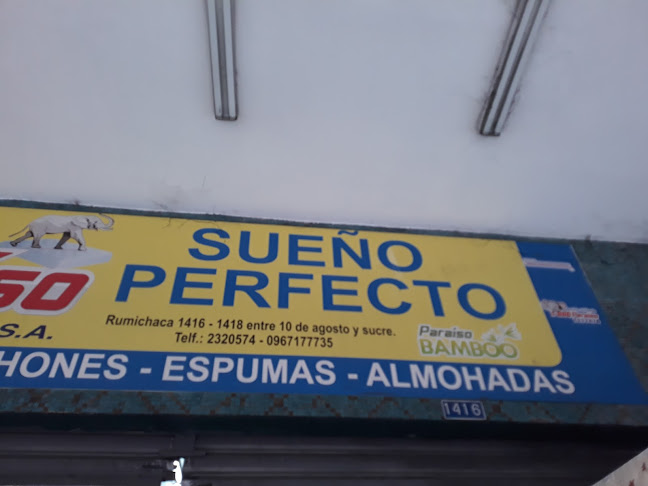 SUEÑO
PERFECTO
SO
S.A.
Rumichaca 1416 - 1418 entre 10 de agosto y sucre.
Telf.: 2320574 - 0967177735
Paraiso
BAMBOO
HONES - ESPUMAS - ALMOHADAS
1416